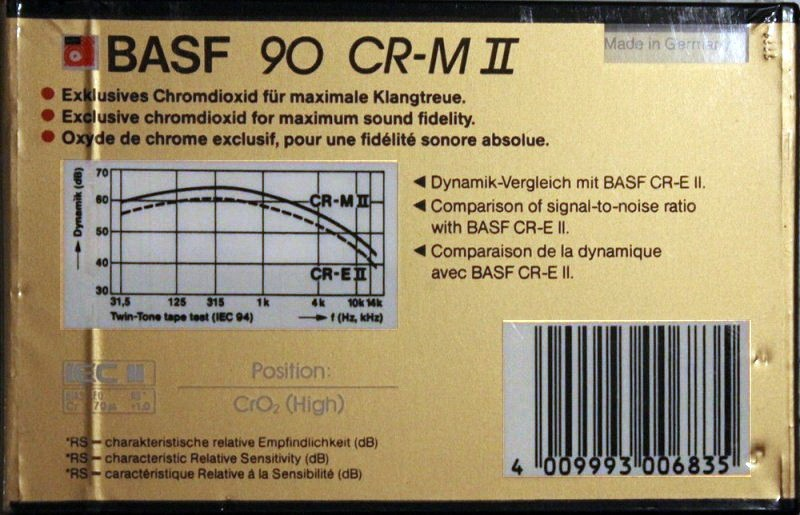 BASF 90 CR-M II
Made in German
Exklusives Chromdioxid für maximale Klangtreue.
Exclusive chromdioxid for maximum sound fidelity.
Oxyde de chrome exclusif, pour une fidélité sonore absolue.
Dynamik (dB)
70
60
50
40
30
CR-M II
CR-E II
31,5 125 315 1k 4k 10k 14k
Twin-Tone tape test (IEC 94) f (Hz, kHz)
Dynamik-Vergleich mit BASF CR-E II.
Comparison of signal-to-noise ratio
with BASF CR-E II.
Comparaison de la dynamique
avec BASF CR-E II.
IEC II
Position:
CrO₂ (High)
*RS – charakteristische relative Empfindlichkeit (dB)
*RS – characteristic Relative Sensitivity (dB)
*RS – caractéristique Relative à la Sensibilité (dB)
4 009993 006835